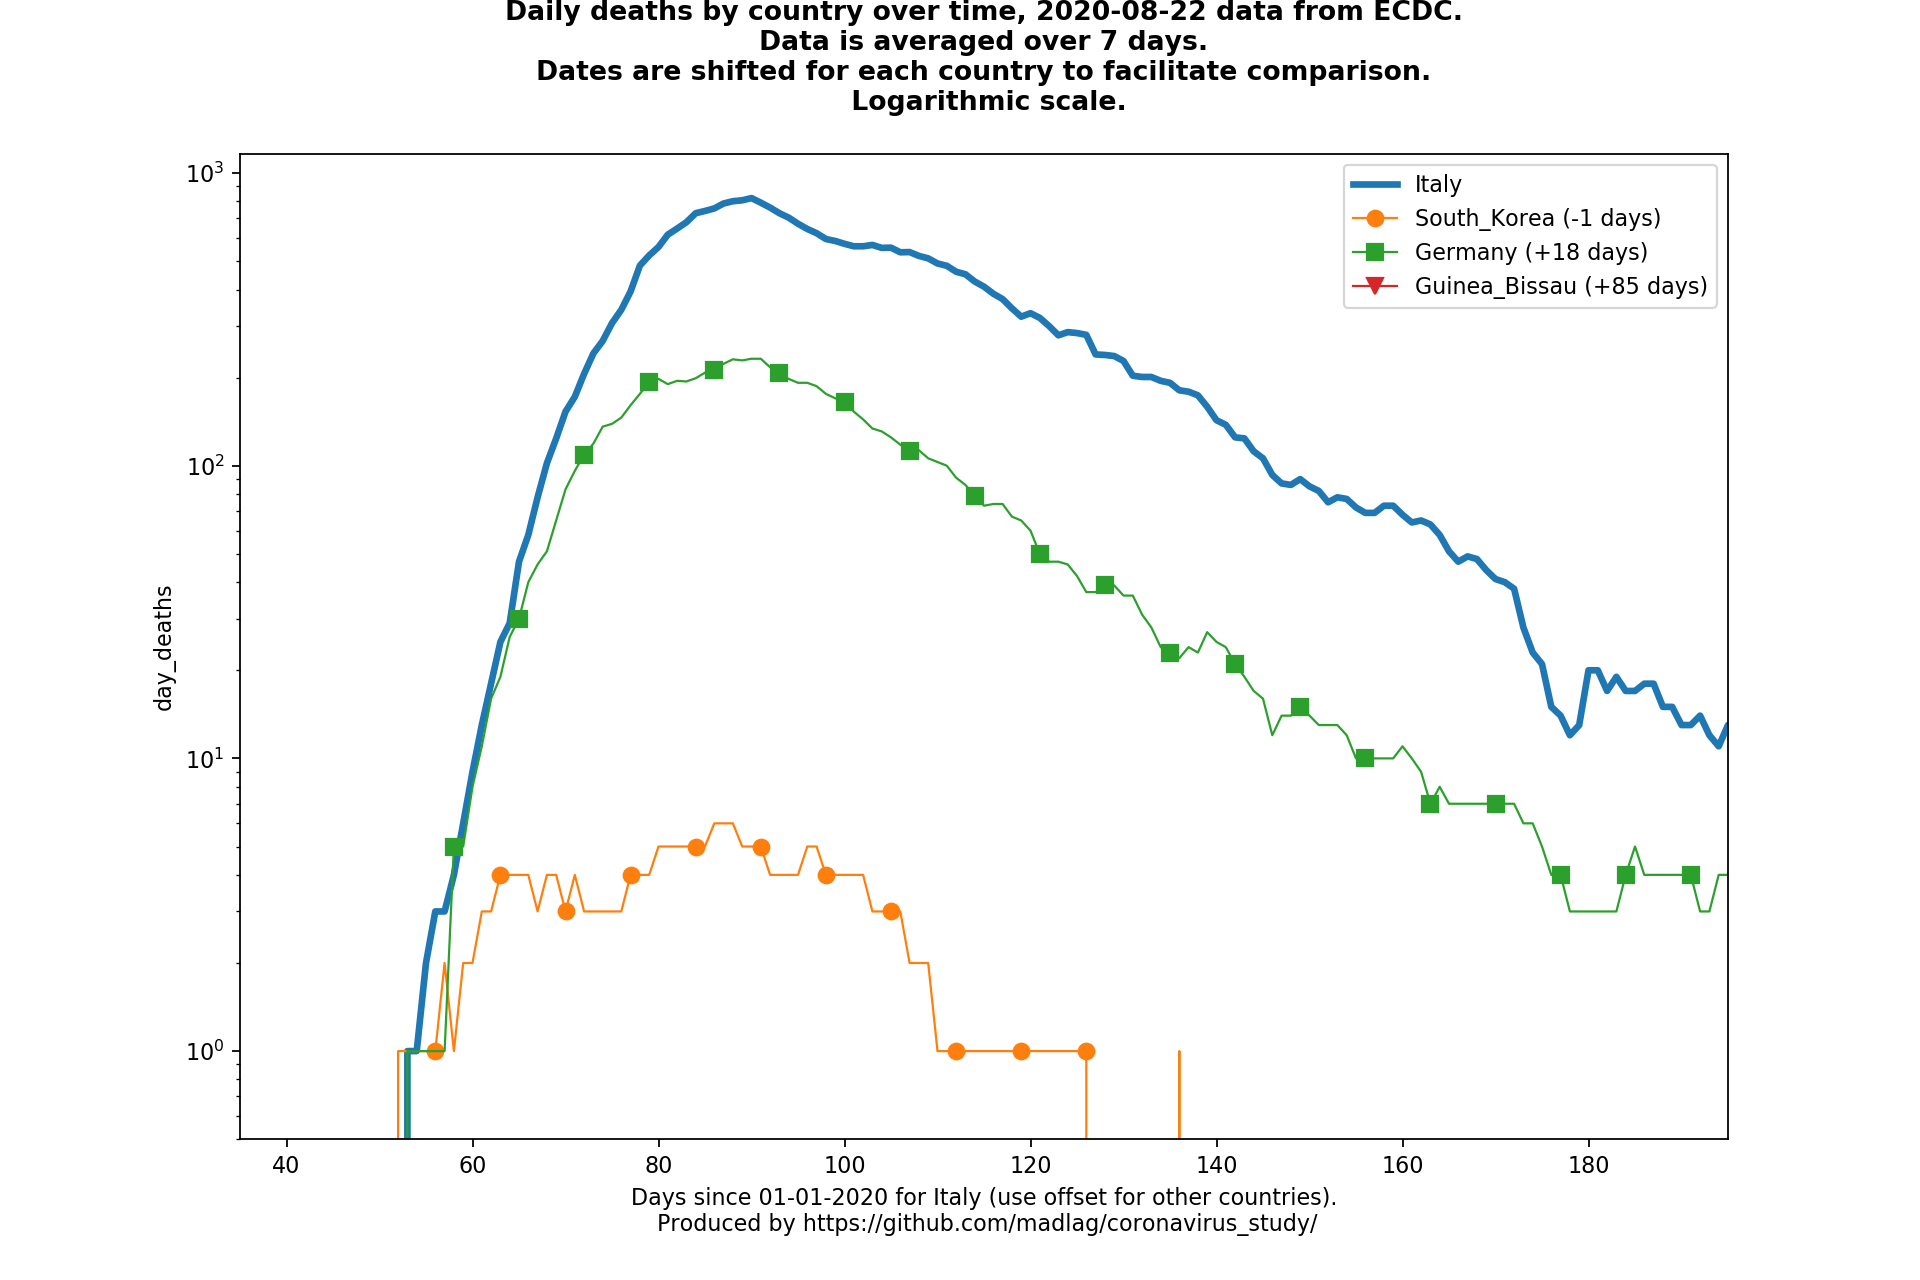 Daily deaths by country over time, 2020-08-22 data from ECDC.
Data is averaged over 7 days.
Dates are shifted for each country to facilitate comparison.
Logarithmic scale.
10³
10²
10¹
10⁰
day_deaths
Italy
South_Korea (-1 days)
Germany (+18 days)
Guinea_Bissau (+85 days)
40 60 80 100 120 140 160 180
Days since 01-01-2020 for Italy (use offset for other countries).
Produced by https://github.com/madlag/coronavirus_study/